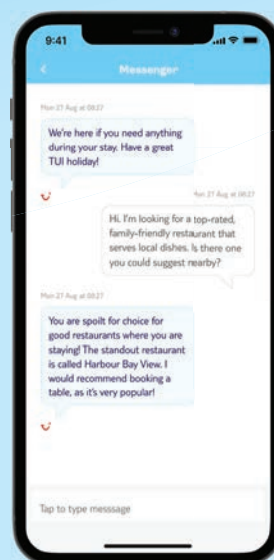 9:41
Messenger
Mon 27 Aug at 08:27
We're here if you need anything
during your stay. Have a great
TUI holiday!
Mon 27 Aug at 08:27
Hi. I'm looking for a top-rated,
family-friendly restaurant that
serves local dishes. Is there one
you could suggest nearby?
Mon 27 Aug at 08:27
You are spoilt for choice for
good restaurants where you are
staying! The standout restaurant
is called Harbour Bay View. I
would recommend booking a
table, as it's very popular!
Tap to type messsage